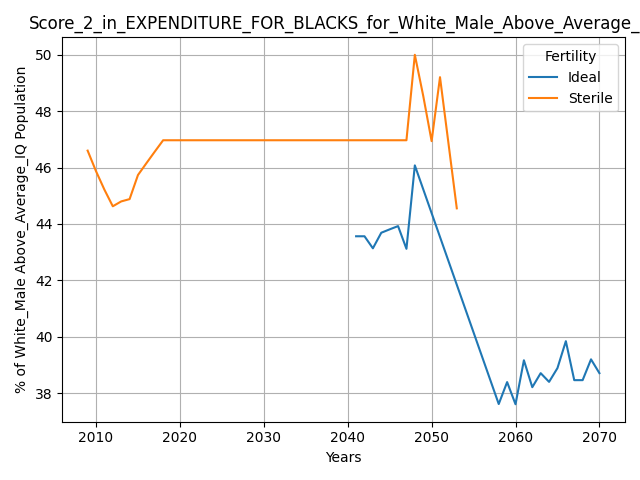 Score_2_in_EXPENDITURE_FOR_BLACKS_for_White_Male_Above_Average_
% of White_Male Above_Average_IQ Population
50
48
46
44
42
40
38
Fertility
Ideal
Sterile
2010 2020 2030 2040 2050 2060 2070
Years